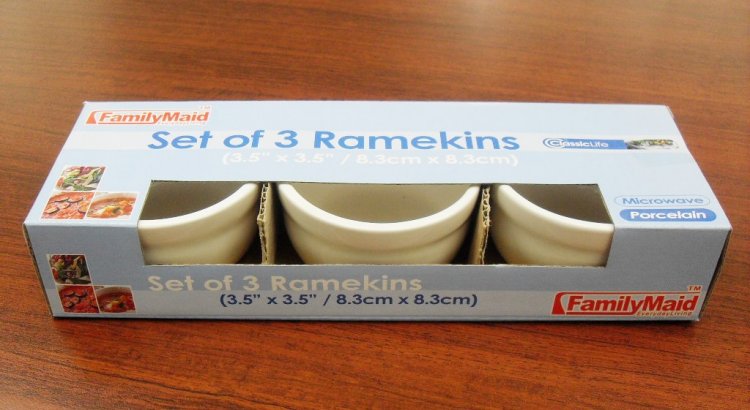 FamilyMaid
TM
Set of 3 Ramekins
(3.5" x 3.5" / 8.3cm x 8.3cm)
ClassicLife
Microwave
Porcelain
Set of 3 Ramekins
(3.5" x 3.5" / 8.3cm x 8.3cm)
FamilyMaid
TM
EverydayLiving